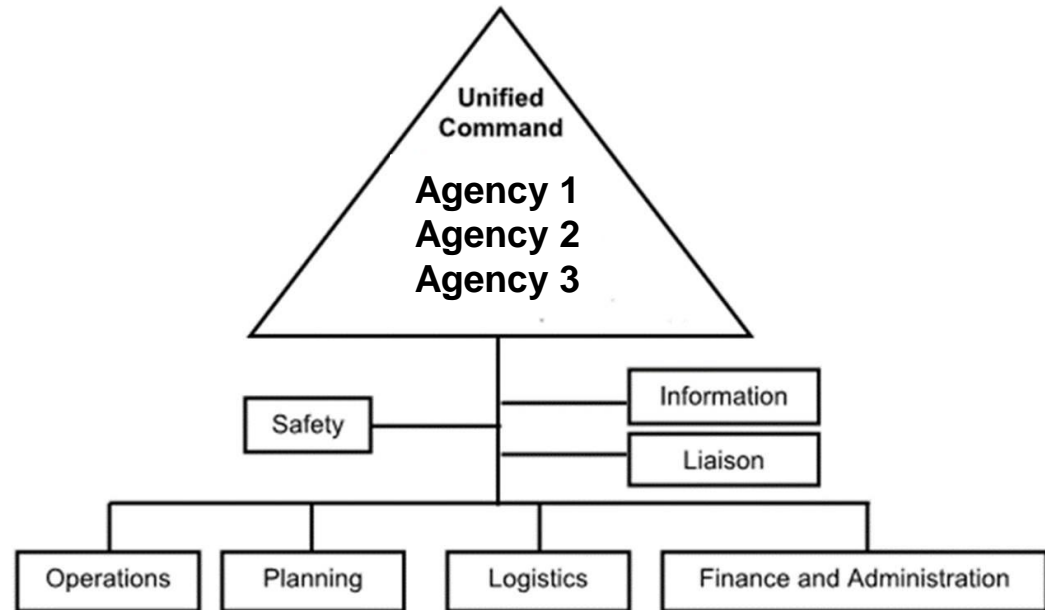 Unified
Command
Agency 1
Agency 2
Agency 3
Information
Safety
Liaison
Operations
Planning
Logistics
Finance and Administration